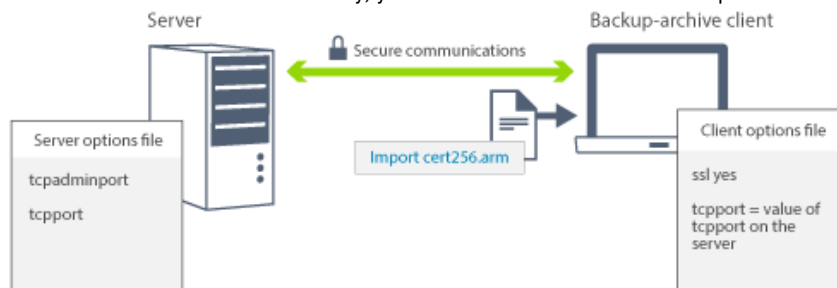 Server
Backup-archive client
Secure communications
Server options file
tcpadminport
tcpport
Import cert256.arm
Client options file
ssl yes
tcpport = value of
tcpport on the
server